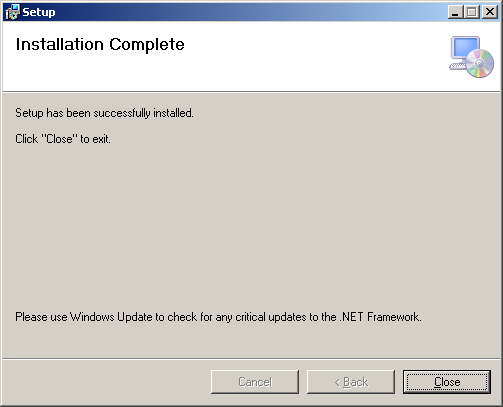 Setup
Installation Complete
Setup has been successfully installed.
Click "Close" to exit.
Please use Windows Update to check for any critical updates to the .NET Framework.
Cancel
< Back
Close